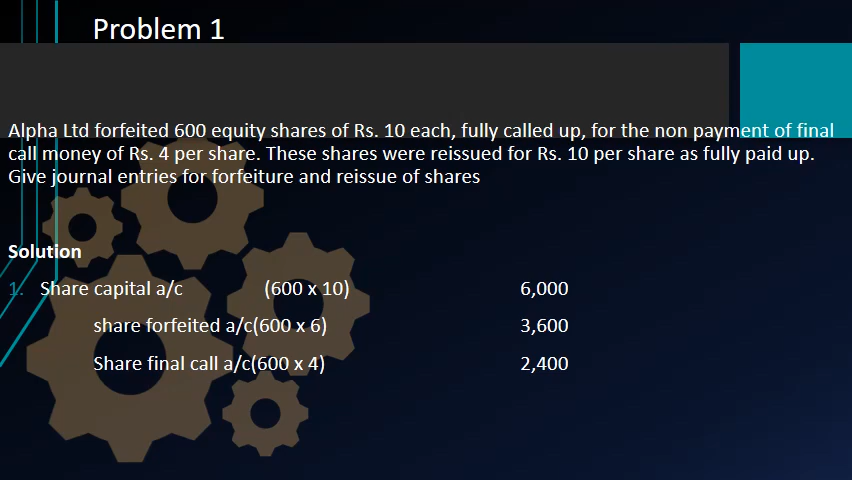 Problem 1
Alpha Ltd forfeited 600 equity shares of Rs. 10 each, fully called up, for the non payment of final
call money of Rs. 4 per share. These shares were reissued for Rs. 10 per share as fully paid up.
Give journal entries for forfeiture and reissue of shares
Solution
1. Share capital a/c (600 x 10) 6,000
share forfeited a/c(600 x 6) 3,600
Share final call a/c(600 x 4) 2,400